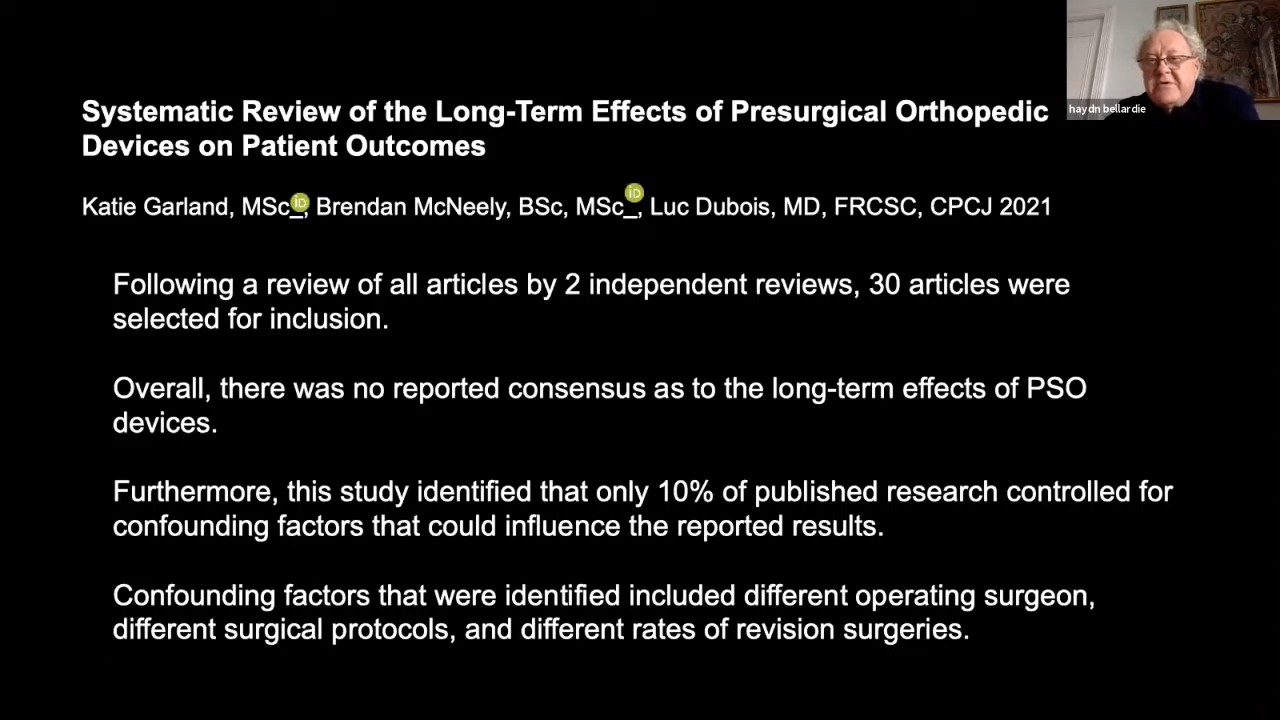 Systematic Review of the Long-Term Effects of Presurgical Orthopedic
Devices on Patient Outcomes
haydn bellardie
Katie Garland, MSc iD, Brendan McNeely, BSc, MSc iD, Luc Dubois, MD, FRCSC, CPCJ 2021
Following a review of all articles by 2 independent reviews, 30 articles were
selected for inclusion.
Overall, there was no reported consensus as to the long-term effects of PSO
devices.
Furthermore, this study identified that only 10% of published research controlled for
confounding factors that could influence the reported results.
Confounding factors that were identified included different operating surgeon,
different surgical protocols, and different rates of revision surgeries.